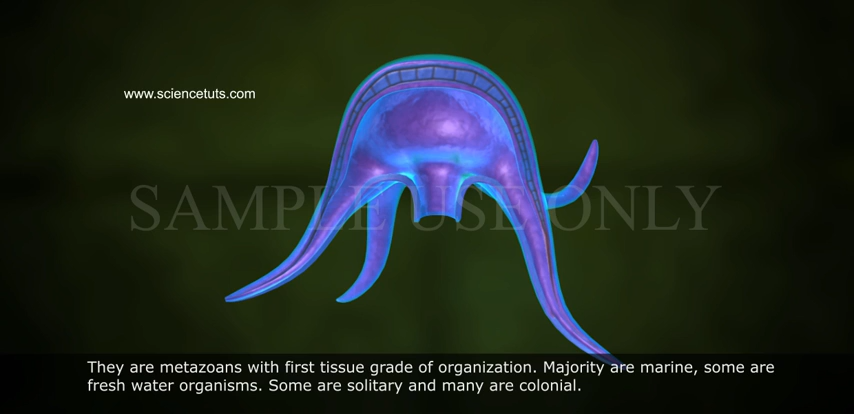 www.sciencetuts.com
SAMPLE USE ONLY
They are metazoans with first tissue grade of organization. Majority are marine, some are
fresh water organisms. Some are solitary and many are colonial.